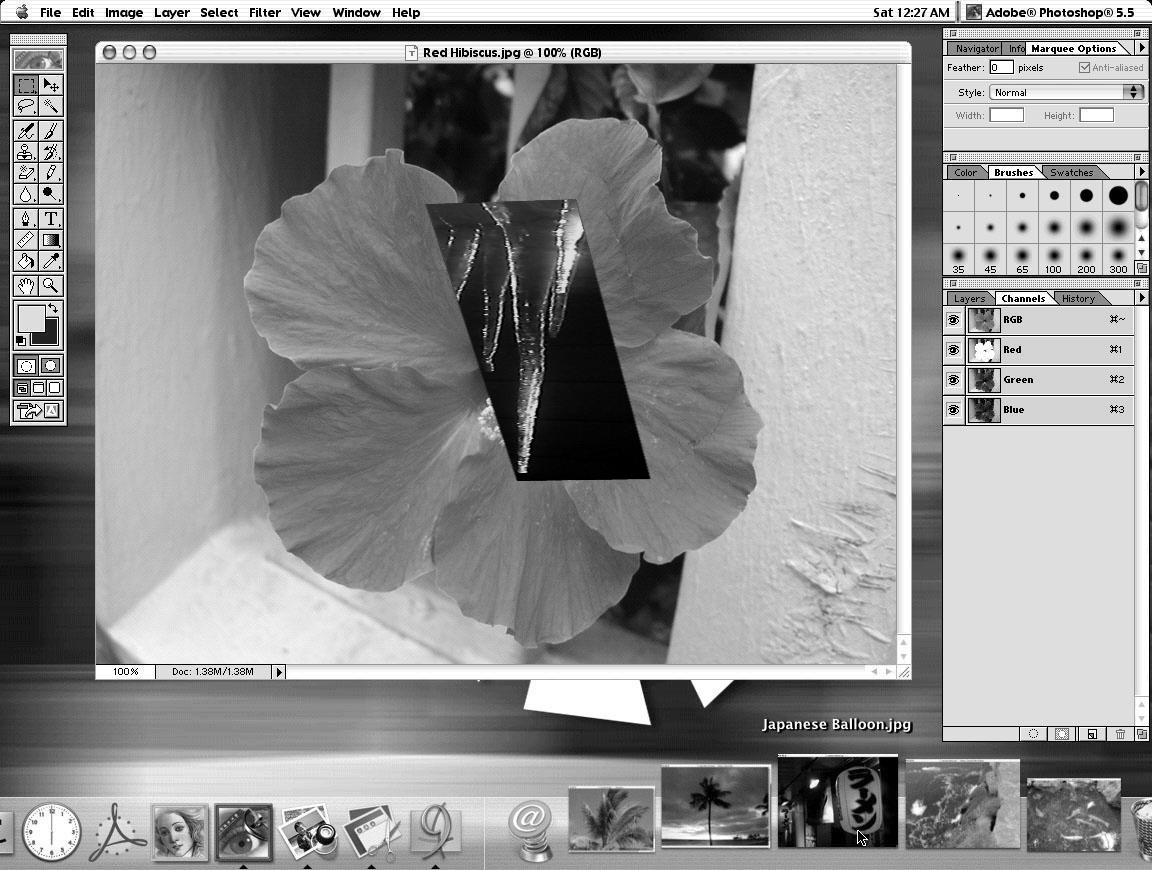 File Edit Image Layer Select Filter View Window Help
Sat 12:27 AM
Adobe® Photoshop® 5.5
Red Hibiscus.jpg @ 100% (RGB)
Navigator Info Marquee Options
Feather: 0 pixels Anti-aliased
Style: Normal
Width: Height:
Color Brushes Swatches
35 45 65 100 200 300
Layers Channels History
RGB ⌘~
Red ⌘1
Green ⌘2
Blue ⌘3
T
100% Doc: 1.38M/1.38M
Japanese Balloon.jpg
@
ラーメン